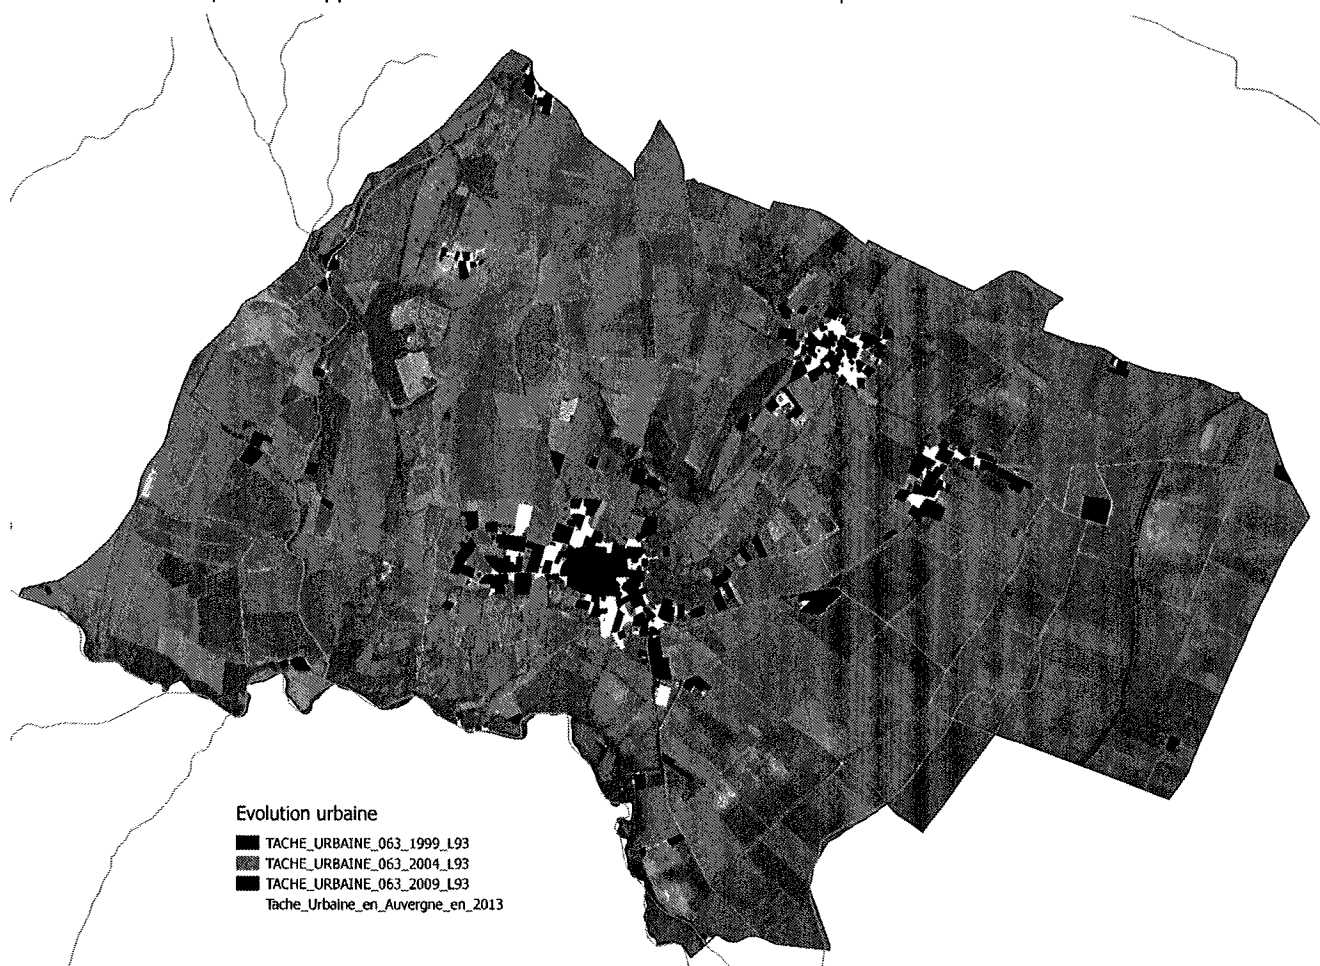 Evolution urbaine
TACHE_URBAINE_063_1999_L93
TACHE_URBAINE_063_2004_L93
TACHE_URBAINE_063_2009_L93
Tache_Urbaine_en_Auvergne_en_2013